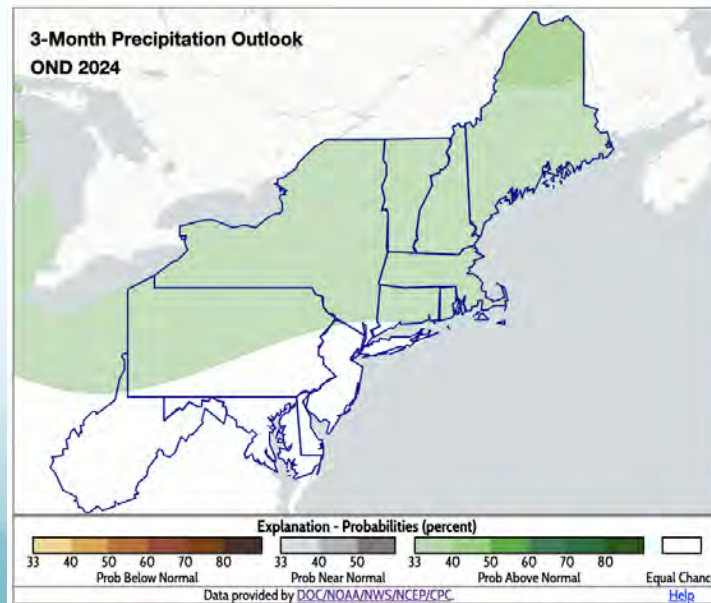 3-Month Precipitation Outlook
OND 2024
Explanation - Probabilities (percent)
33 40 50 60 70 80 33 40 50 33 40 50 60 70 80
Prob Below Normal Prob Near Normal Prob Above Normal Equal Chanc
Data provided by DOC/NOAA/NWS/NCEP/CPC. Help